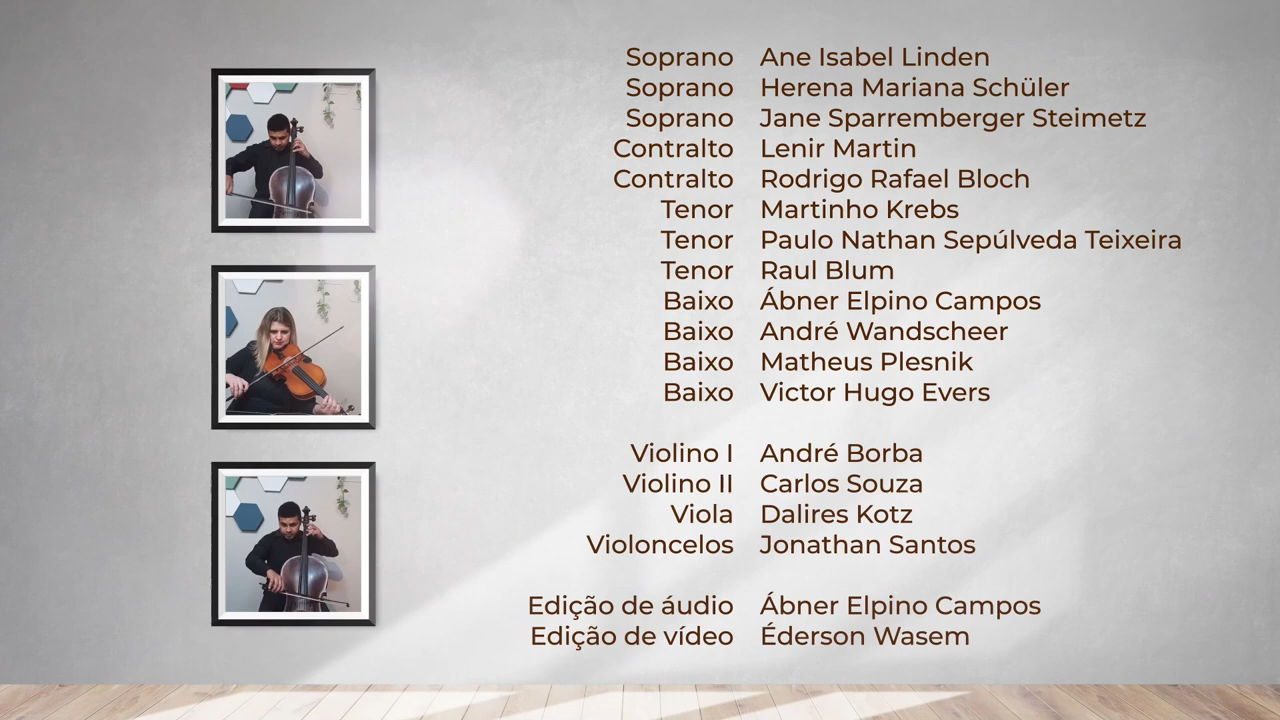 Soprano Ane Isabel Linden
Soprano Herena Mariana Schüler
Soprano Jane Sparremberger Steimetz
Contralto Lenir Martin
Contralto Rodrigo Rafael Bloch
Tenor Martinho Krebs
Tenor Paulo Nathan Sepúlveda Teixeira
Tenor Raul Blum
Baixo Ábner Elpino Campos
Baixo André Wandscheer
Baixo Matheus Plesnik
Baixo Victor Hugo Evers
Violino I André Borba
Violino II Carlos Souza
Viola Dalires Kotz
Violoncelos Jonathan Santos
Edição de áudio Ábner Elpino Campos
Edição de vídeo Éderson Wasem